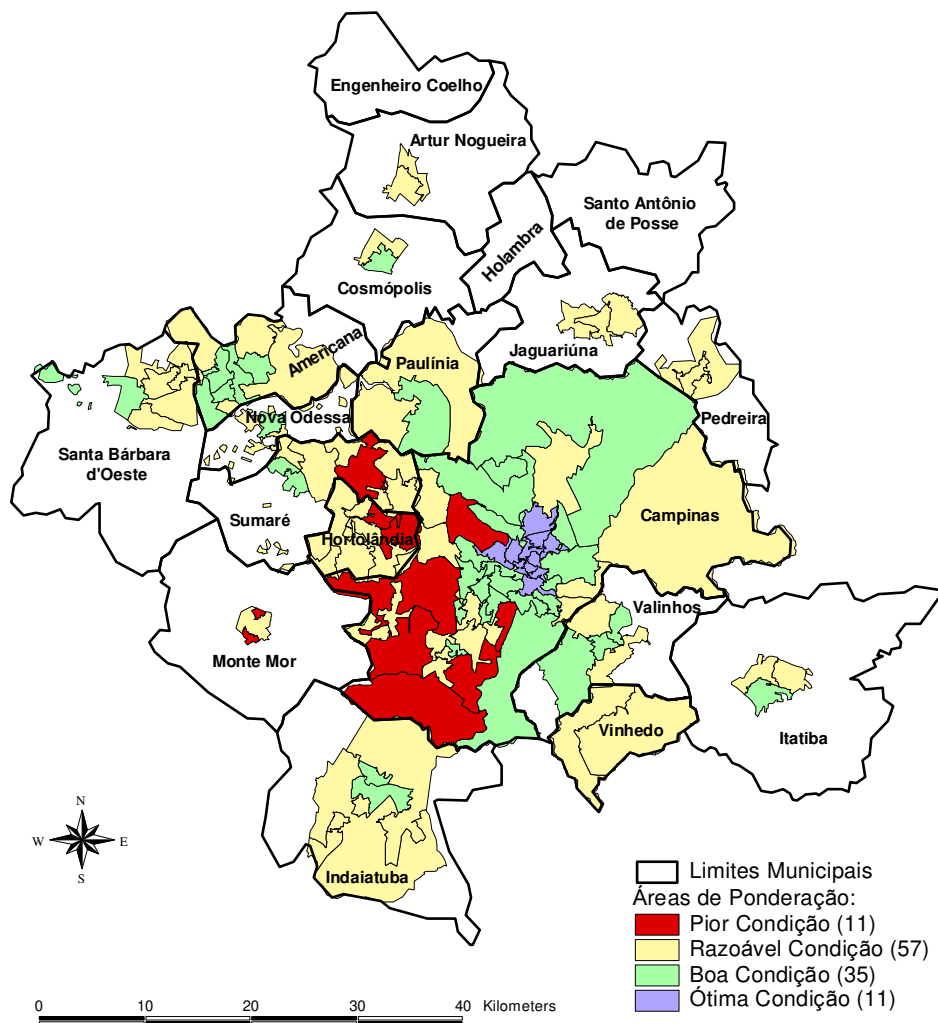 Engenheiro Coelho
Artur Nogueira
Santo Antônio
de Posse
Holambra
Cosmópolis
Americana
Jaguariúna
Paulínia
Pedreira
Nova Odessa
Santa Bárbara
d'Oeste
Sumaré
Hortolândia
Campinas
Valinhos
Monte Mor
Vinhedo
Itatiba
Indaiatuba
N
W E
S
Limites Municipais
Áreas de Ponderação:
Pior Condição (11)
Razoável Condição (57)
Boa Condição (35)
Ótima Condição (11)
0 10 20 30 40 Kilometers